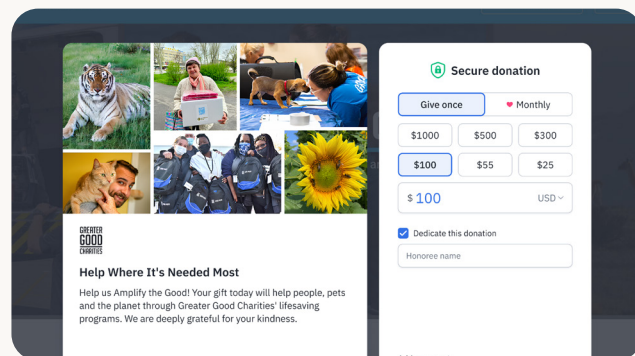 GREATER
GOOD
CHARITIES
Help Where It's Needed Most
Help us Amplify the Good! Your gift today will help people, pets
and the planet through Greater Good Charities' lifesaving
programs. We are deeply grateful for your kindness.
Secure donation
Give once
Monthly
$1000
$500
$300
$100
$55
$25
$ 100
USD
Dedicate this donation
Honoree name